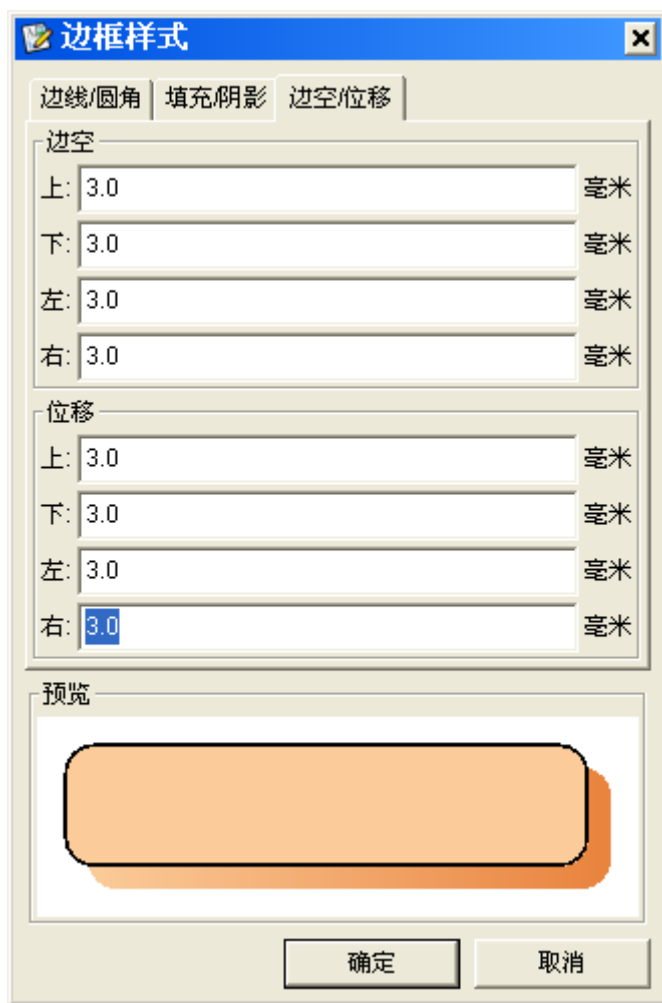 边框样式
边线/圆角 填充/阴影 边空/位移
边空
上: 3.0 毫米
下: 3.0 毫米
左: 3.0 毫米
右: 3.0 毫米
位移
上: 3.0 毫米
下: 3.0 毫米
左: 3.0 毫米
右: 3.0 毫米
预览
确定 取消